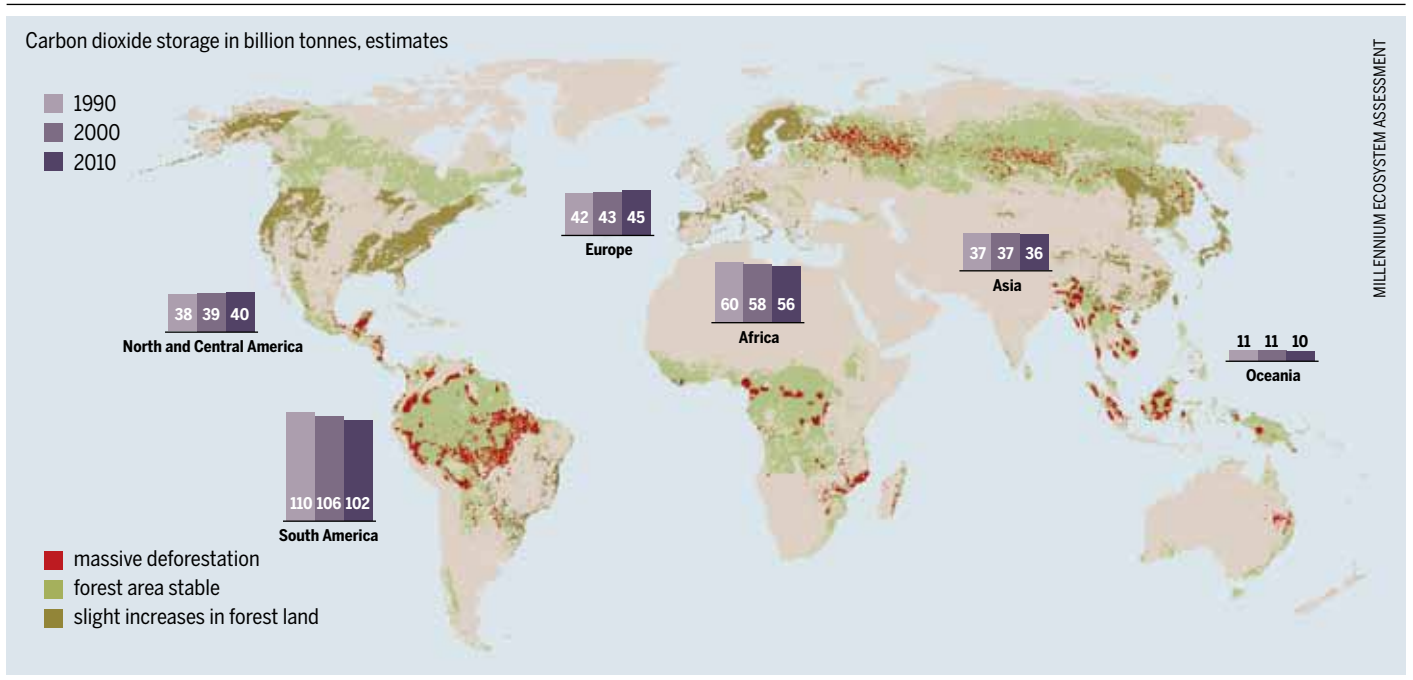 Carbon dioxide storage in billion tonnes, estimates
1990
2000
2010
MILLENNIUM ECOSYSTEM ASSESSMENT
42 43 45
Europe
37 37 36
Asia
60 58 56
Africa
38 39 40
North and Central America
11 11 10
Oceania
110 106 102
South America
massive deforestation
forest area stable
slight increases in forest land